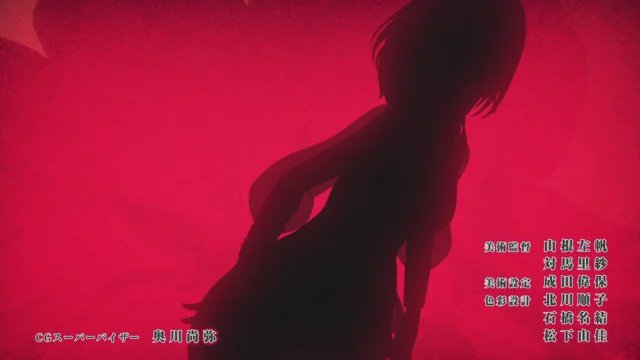 美術監督 山根左帆
対馬里紗
美術設定 成田偉保
色彩設計 北川順子
石橋名結
松下由佳
CGスーパーバイザー 奥川尚弥